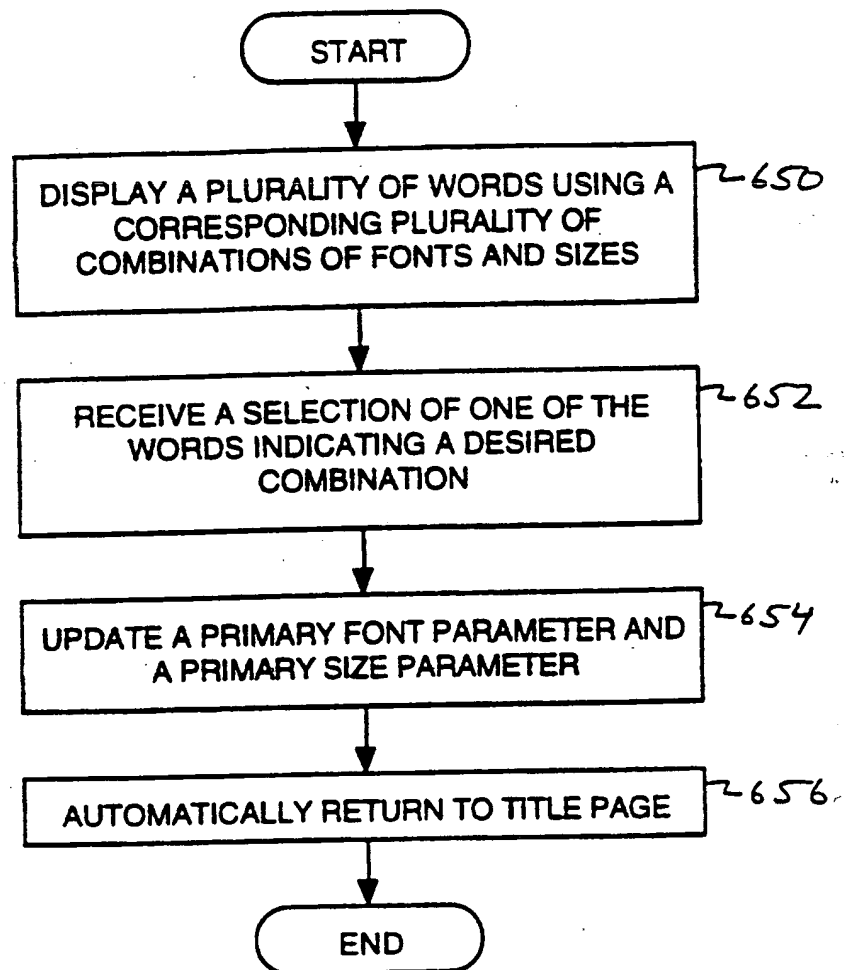 START
DISPLAY A PLURALITY OF WORDS USING A
CORRESPONDING PLURALITY OF
COMBINATIONS OF FONTS AND SIZES
650
RECEIVE A SELECTION OF ONE OF THE
WORDS INDICATING A DESIRED
COMBINATION
652
UPDATE A PRIMARY FONT PARAMETER AND
A PRIMARY SIZE PARAMETER
654
AUTOMATICALLY RETURN TO TITLE PAGE
656
END